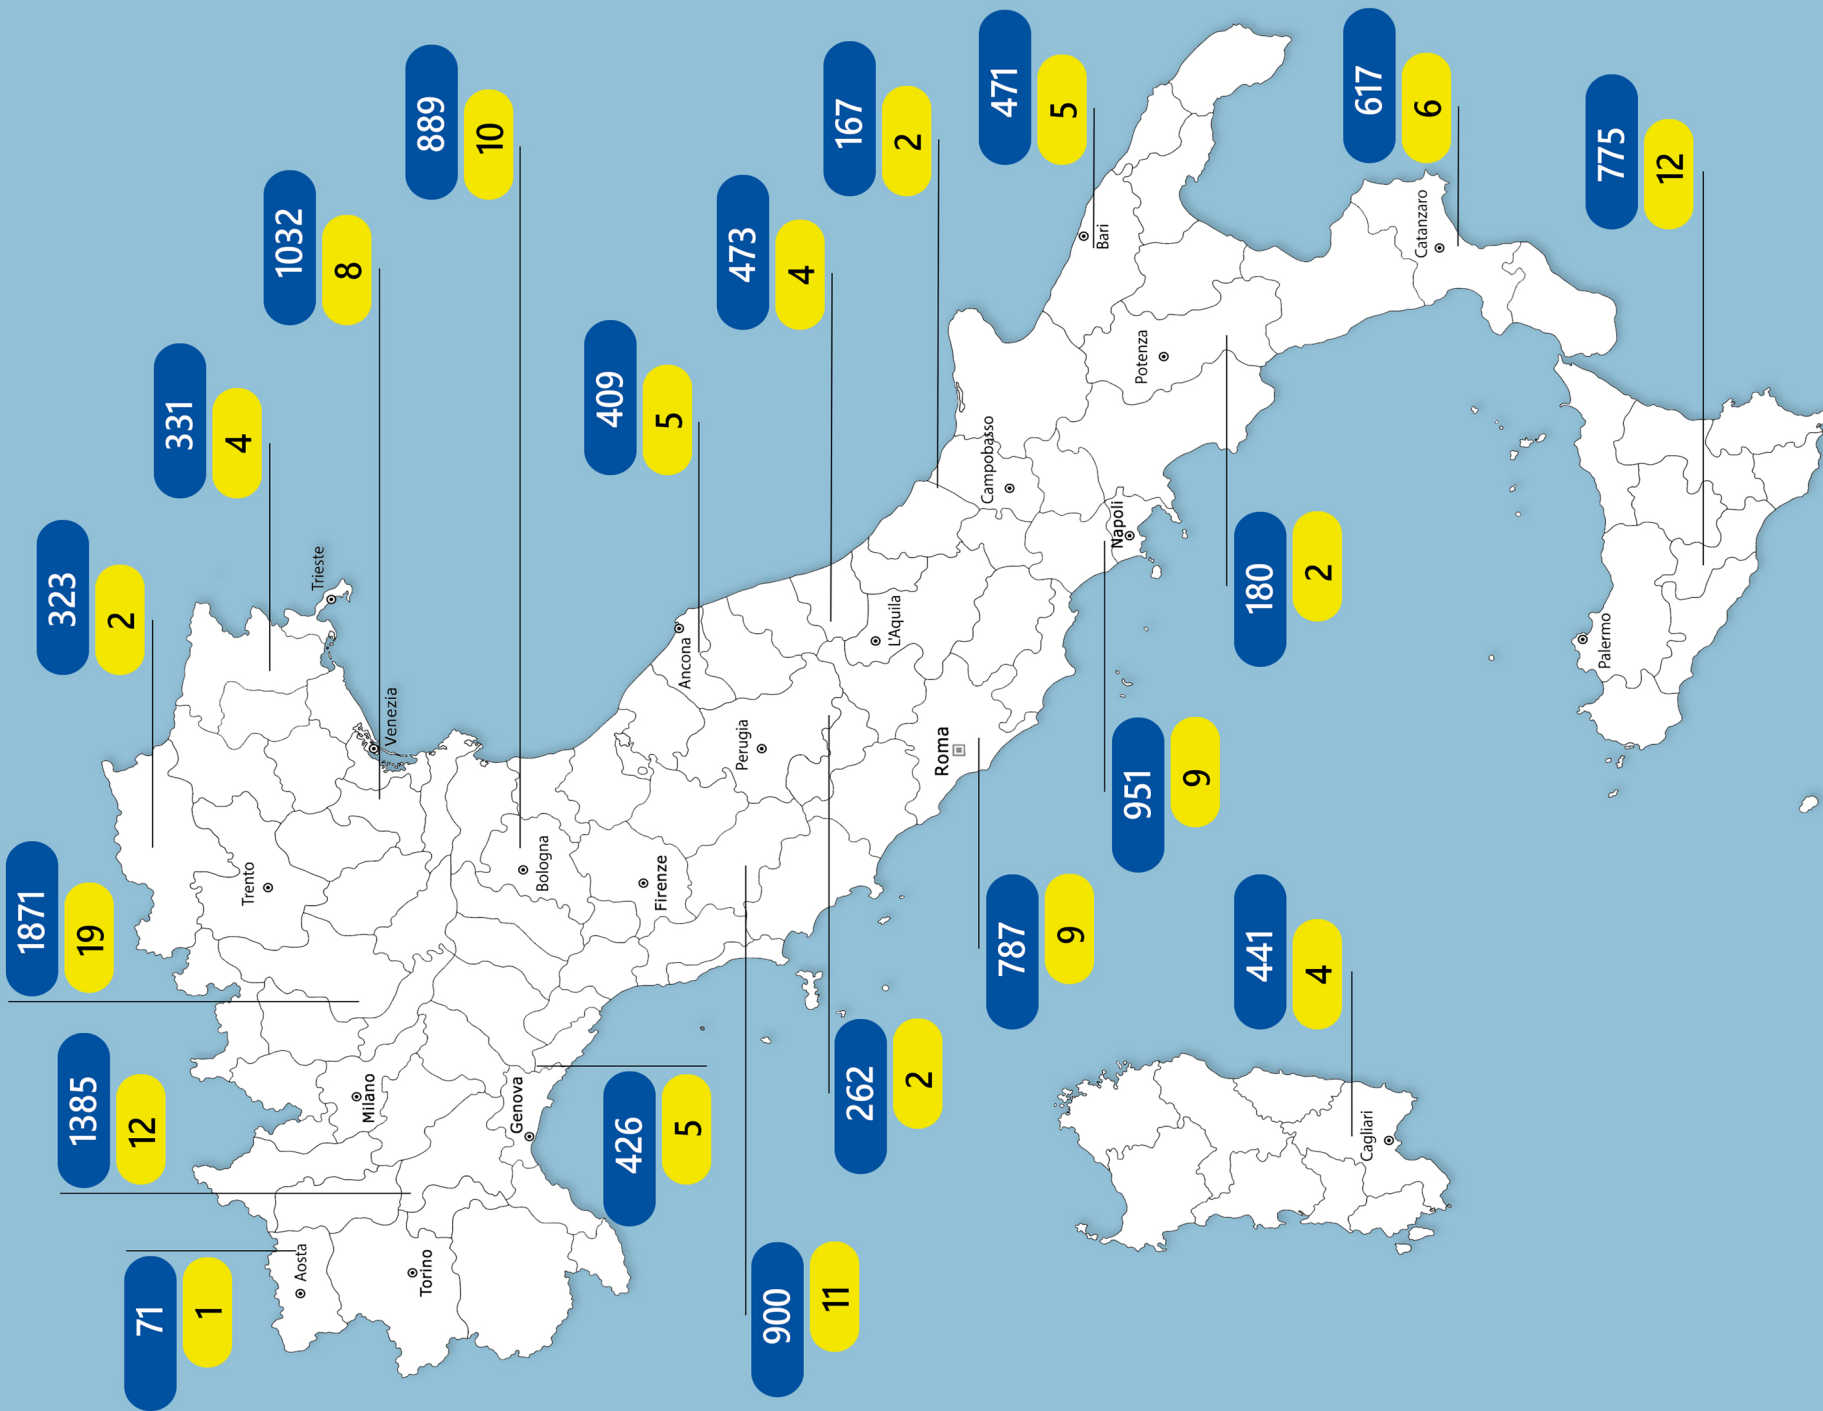 71
1
1385
12
1871
19
323
2
331
4
1032
8
889
10
409
5
473
4
167
2
471
5
617
6
775
12
180
2
951
9
787
9
441
4
262
2
426
5
900
11
Aosta
Torino
Milano
Genova
Trento
Trieste
Venezia
Bologna
Firenze
Ancona
Perugia
Roma
L'Aquila
Campobasso
Napoli
Potenza
Bari
Catanzaro
Palermo
Cagliari